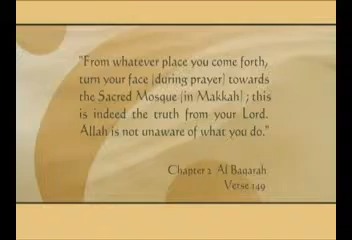 "From whatever place you come forth,
turn your face [during prayer] towards
the Sacred Mosque [in Makkah] ; this
is indeed the truth from your Lord.
Allah is not unaware of what you do."
Chapter 2 Al Baqarah
Verse 149